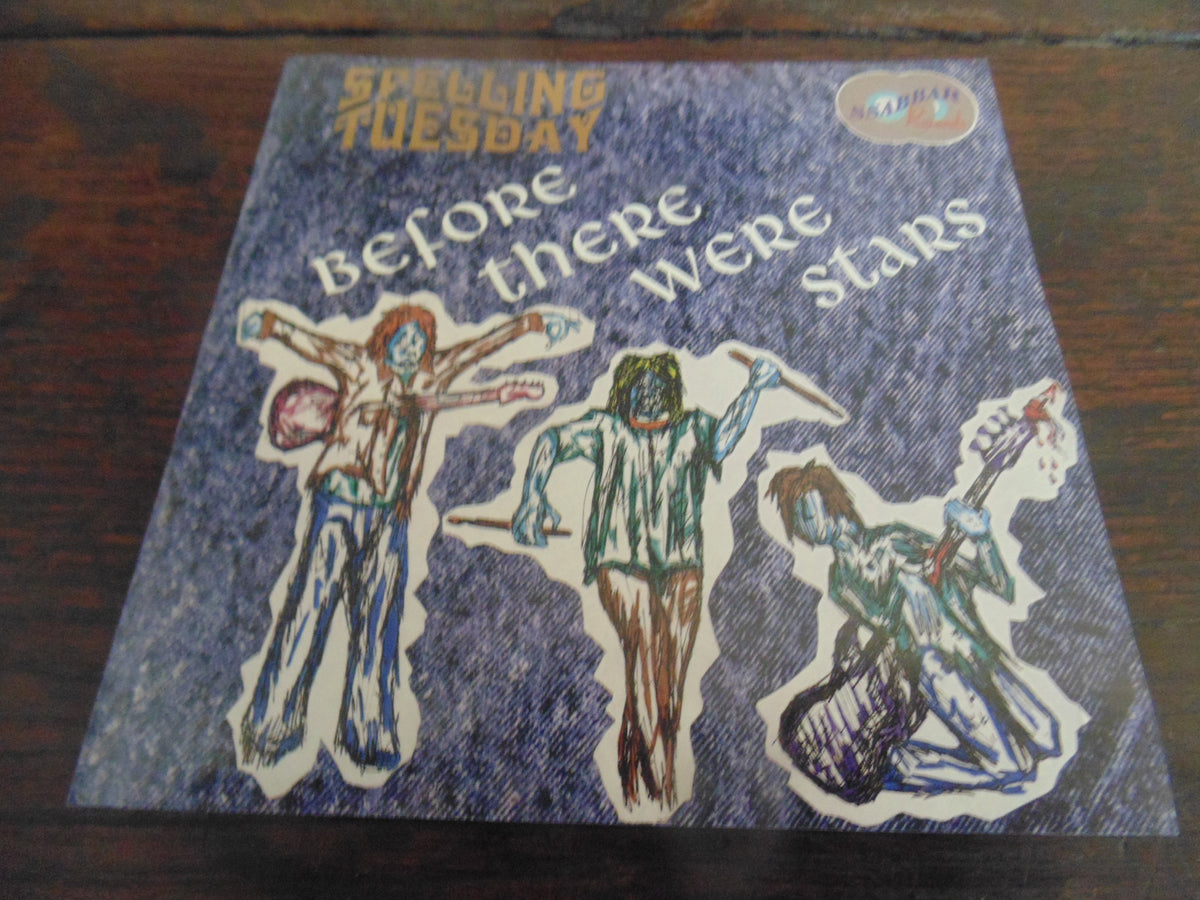 SPELLING
TUESDAY
BEfORE
thERE
WERE
StARS